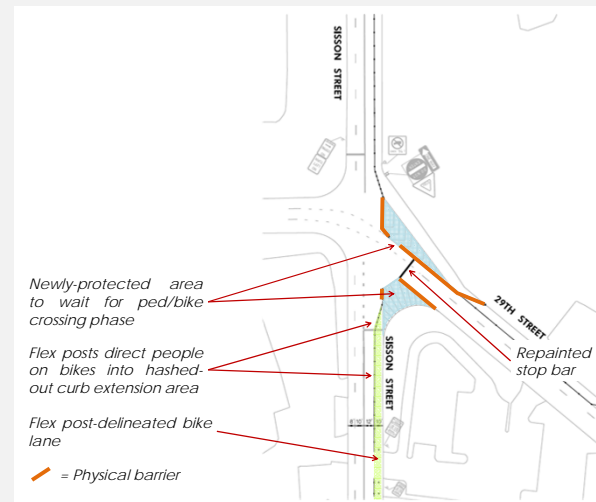 SISSON STREET
Newly-protected area
to wait for ped/bike
crossing phase
29TH STREET
Flex posts direct people
on bikes into hashed-
out curb extension area
SISSON STREET
Repainted
stop bar
Flex post-delineated bike
lane
= Physical barrier